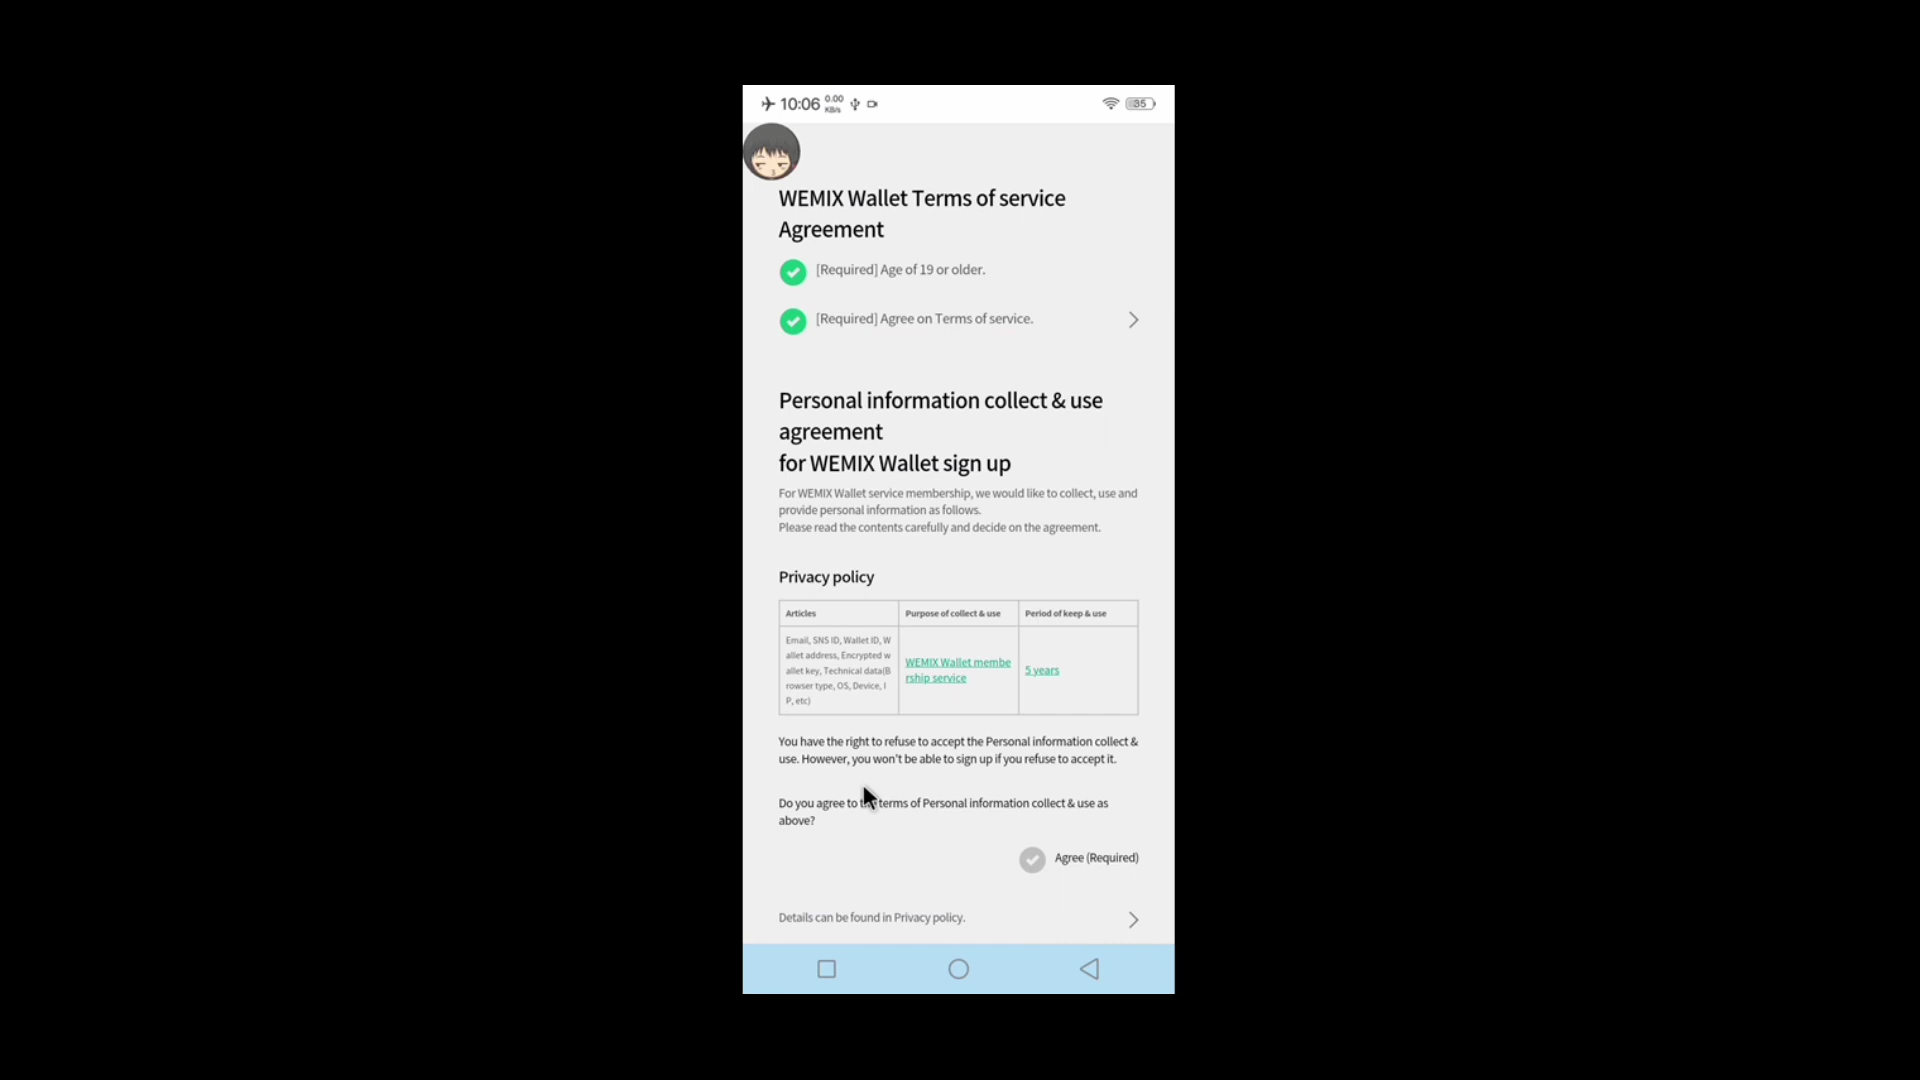 10:06 0.00 KB/s 35
WEMIX Wallet Terms of service
Agreement
[Required] Age of 19 or older.
[Required] Agree on Terms of service.
Personal information collect & use
agreement
for WEMIX Wallet sign up
For WEMIX Wallet service membership, we would like to collect, use and
provide personal information as follows.
Please read the contents carefully and decide on the agreement.
Privacy policy
Articles Purpose of collect & use Period of keep & use
Email, SNS ID, Wallet ID, W
allet address, Encrypted w
allet key, Technical data(B
rowser type, OS, Device, I
P, etc)
WEMIX Wallet membe
rship service
5 years
You have the right to refuse to accept the Personal information collect &
use. However, you won't be able to sign up if you refuse to accept it.
Do you agree to terms of Personal information collect & use as
above?
Agree (Required)
Details can be found in Privacy policy.